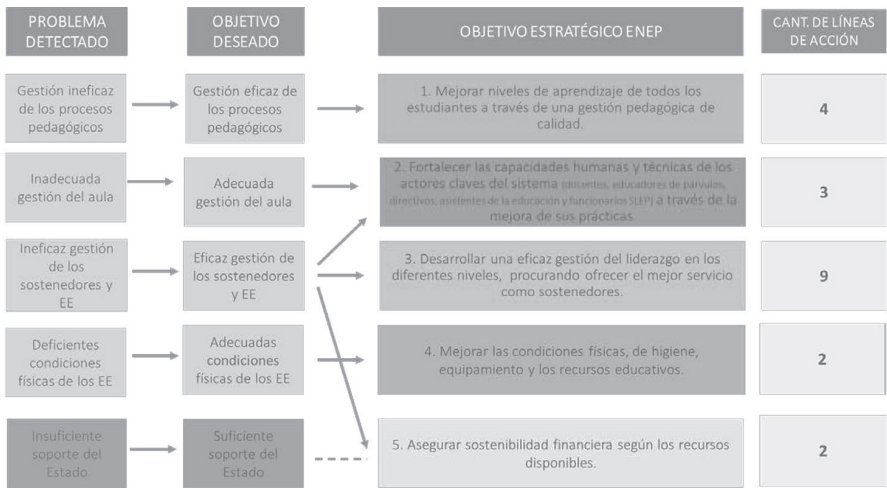 PROBLEMA
DETECTADO
OBJETIVO
DESEADO
OBJETIVO ESTRATÉGICO ENEP
CANT. DE LÍNEAS
DE ACCIÓN
Gestión ineficaz
de los procesos
pedagógicos
Gestión eficaz de
los procesos
pedagógicos
1. Mejorar niveles de aprendizaje de todos los
estudiantes a través de una gestión pedagógica de
calidad.
4
Inadecuada
gestión del aula
Adecuada
gestión del aula
2. Fortalecer las capacidades humanas y técnicas de los
actores claves del sistema (docentes, educadores de párvulos,
directivos, asistentes de la educación y funcionarios SLEP) a través de la
mejora de sus prácticas.
3
Ineficaz gestión
de los
sostenedores y
EE
Eficaz gestión de
los sostenedores
y EE
3. Desarrollar una eficaz gestión del liderazgo en los
diferentes niveles, procurando ofrecer el mejor servicio
como sostenedores.
9
Deficientes
condiciones
físicas de los EE
Adecuadas
condiciones
físicas de los EE
4. Mejorar las condiciones físicas, de higiene,
equipamiento y los recursos educativos.
2
Insuficiente
soporte del
Estado
Suficiente
soporte del
Estado
5. Asegurar sostenibilidad financiera según los recursos
disponibles.
2